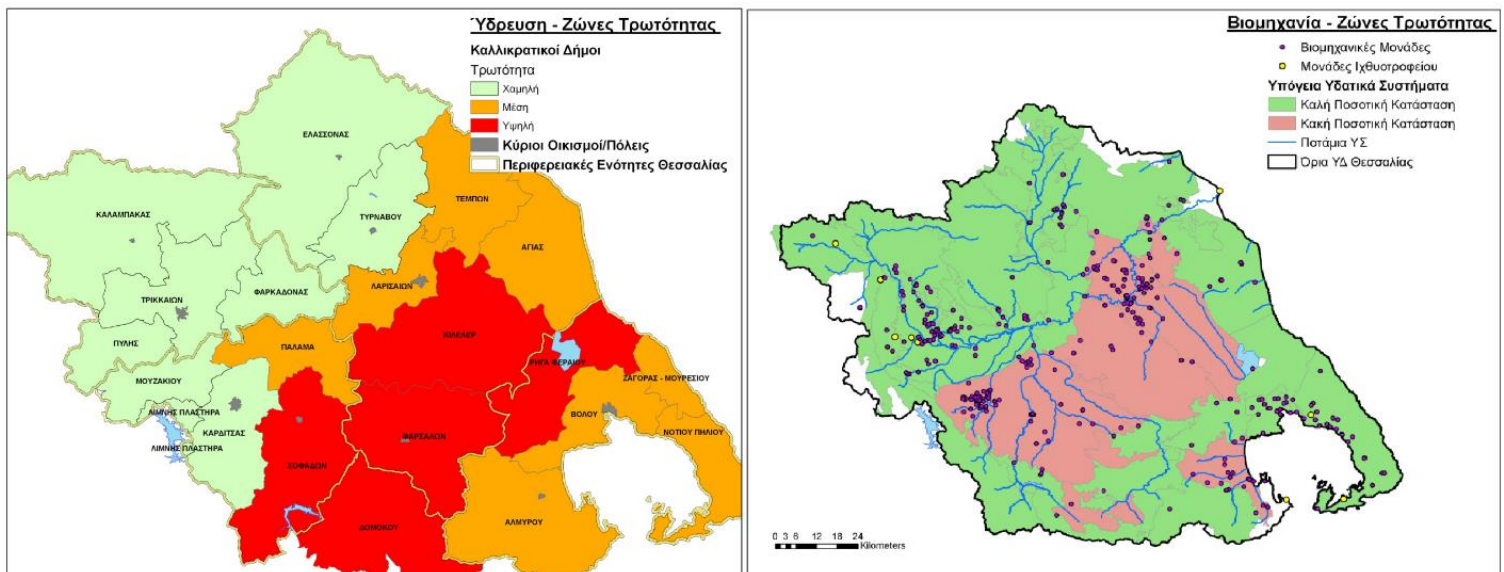 Ύδρευση - Ζώνες Τρωτότητας
Καλλικρατικοί Δήμοι
Τρωτότητα
Χαμηλή
Μέση
Υψηλή
Κύριοι Οικισμοί/Πόλεις
Περιφερειακές Ενότητες Θεσσαλίας
ΕΛΑΣΣΟΝΑΣ
ΤΕΜΠΩΝ
ΚΑΛΑΜΠΑΚΑΣ
ΤΥΡΝΑΒΟΥ
ΑΓΙΑΣ
ΛΑΡΙΣΑΙΩΝ
ΦΑΡΚΑΔΟΝΑΣ
ΤΡΙΚΚΑΙΩΝ
ΚΙΛΕΛΕΡ
ΠΥΛΗΣ
ΠΑΛΑΜΑ
ΡΗΓΑ ΦΕΡΑΙΟΥ
ΜΟΥΖΑΚΙΟΥ
ΖΑΓΟΡΑΣ - ΜΟΥΡΕΣΙΟΥ
ΛΙΜΝΗΣ ΠΛΑΣΤΗΡΑ
ΒΟΛΟΥ
ΚΑΡΔΙΤΣΑΣ
ΦΑΡΣΑΛΩΝ
ΝΟΤΙΟΥ ΠΗΛΙΟΥ
ΛΙΜΝΗΣ ΠΛΑΣΤΗΡΑ
ΣΟΦΑΔΩΝ
ΑΛΜΥΡΟΥ
ΔΟΜΟΚΟΥ
Βιομηχανία - Ζώνες Τρωτότητας
Βιομηχανικές Μονάδες
Μονάδες Ιχθυοτροφείου
Υπόγεια Υδατικά Συστήματα
Καλή Ποσοτική Κατάσταση
Κακή Ποσοτική Κατάσταση
Ποτάμια ΥΣ
Όρια ΥΔ Θεσσαλίας
0 3 6 12 18 24
Kilometers